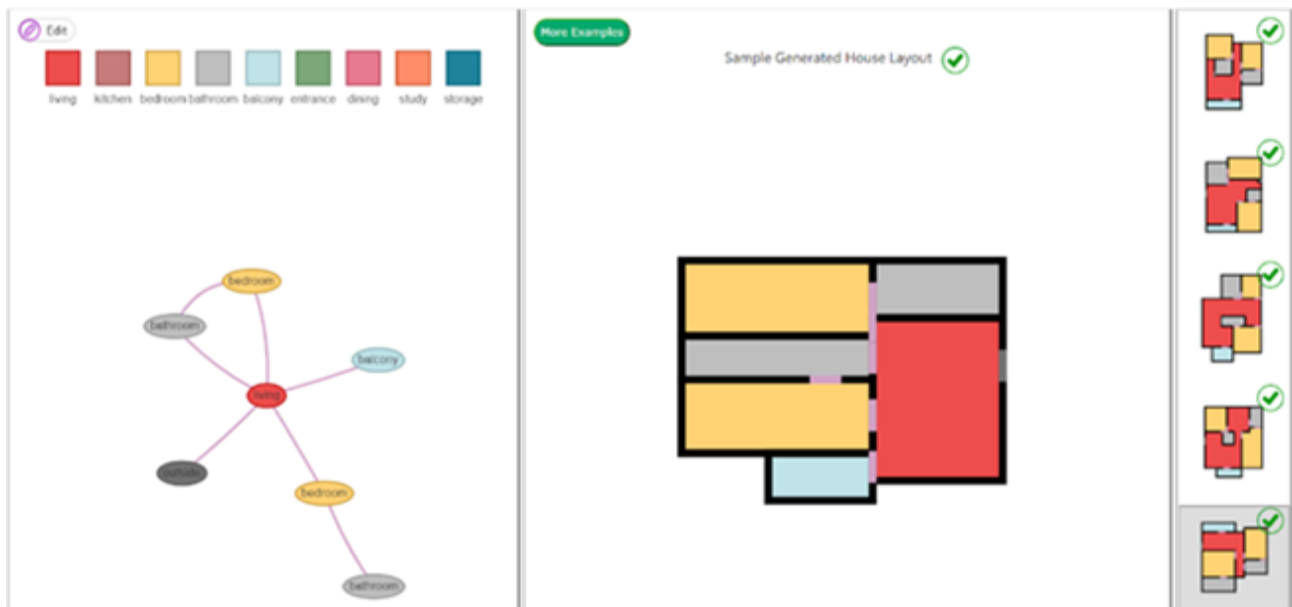 Edit
living kitchen bedroom bathroom balcony entrance dining study storage
bedroom
bathroom
balcony
living
outside
bedroom
bathroom
More Examples
Sample Generated House Layout